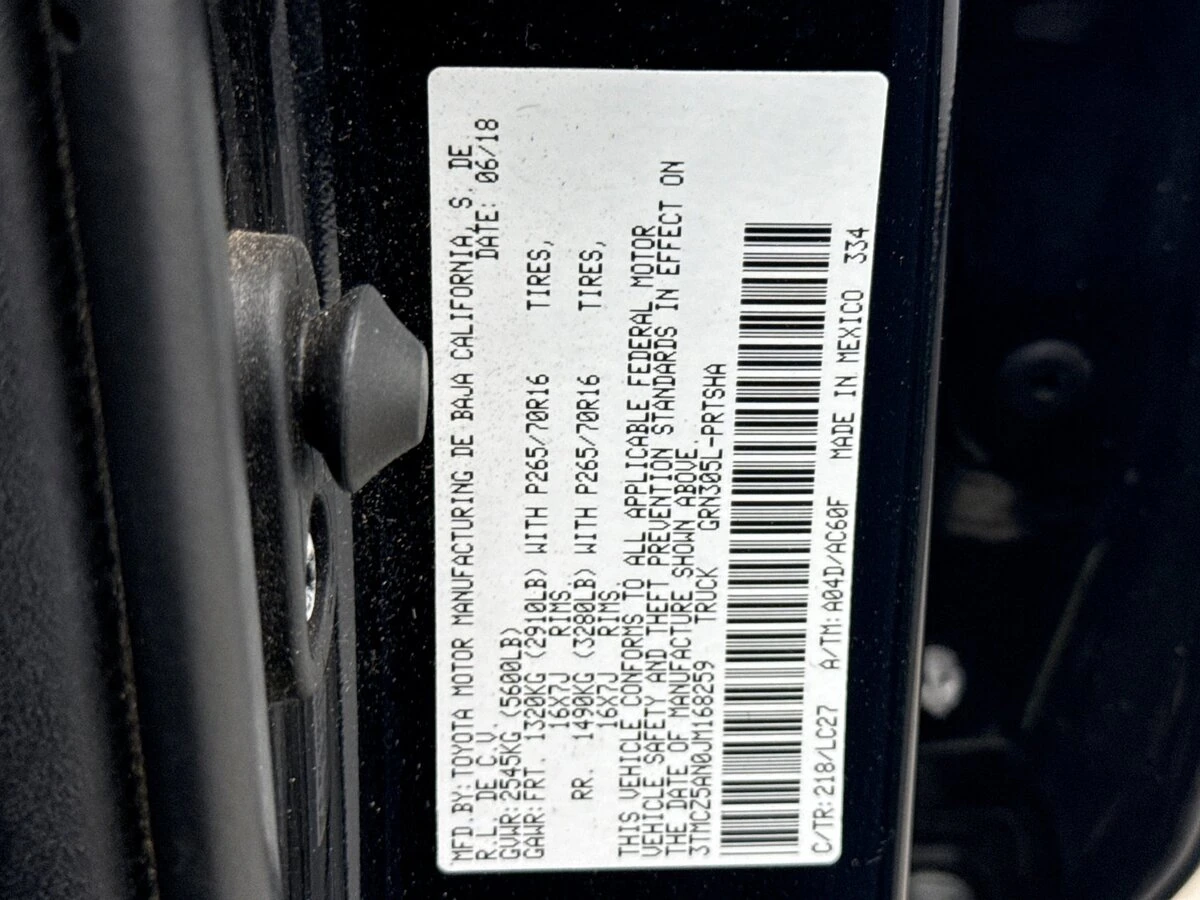 MFD.BY:TOYOTA MOTOR MANUFACTURING DE BAJA CALIFORNIA,S. DE
R.L.DE C.V. DATE: 06/18
GVWR:2545KG (5600LB)
GAWR:FRT. 1320KG (2910LB) WITH P265/70R16 TIRES,
16X7J RIMS.
RR. 1490KG (3280LB) WITH P265/70R16 TIRES,
16X7J RIMS.
THIS VEHICLE CONFORMS TO ALL APPLICABLE FEDERAL MOTOR
VEHICLE SAFETY AND THEFT PREVENTION STANDARDS IN EFFECT ON
THE DATE OF MANUFACTURE SHOWN ABOVE.
3TMCZ5AN0JM168259 TRUCK GRN305L-PRTSHA
C/TR:218/LC27 A/TM:A04D/AC60F MADE IN MEXICO 334